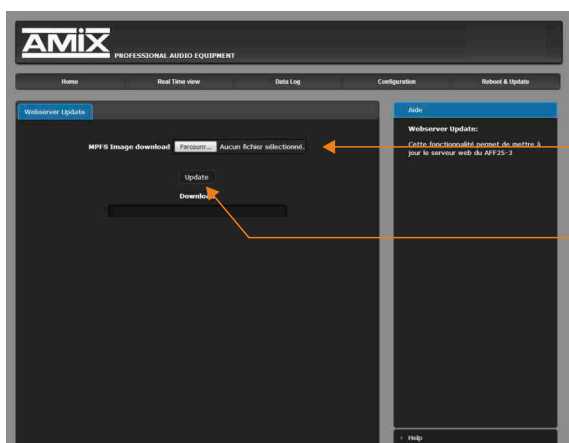 AMiX
PROFESSIONAL AUDIO EQUIPMENT
Home Real Time view Data Log Configuration Reboot & Update
Webserver Update
MPFS Image download Parcourir... Aucun fichier sélectionné.
Update
Download
Aide
Webserver Update:
Cette fonctionnalité permet de mettre à
jour le serveur web du AFF25-3
Help